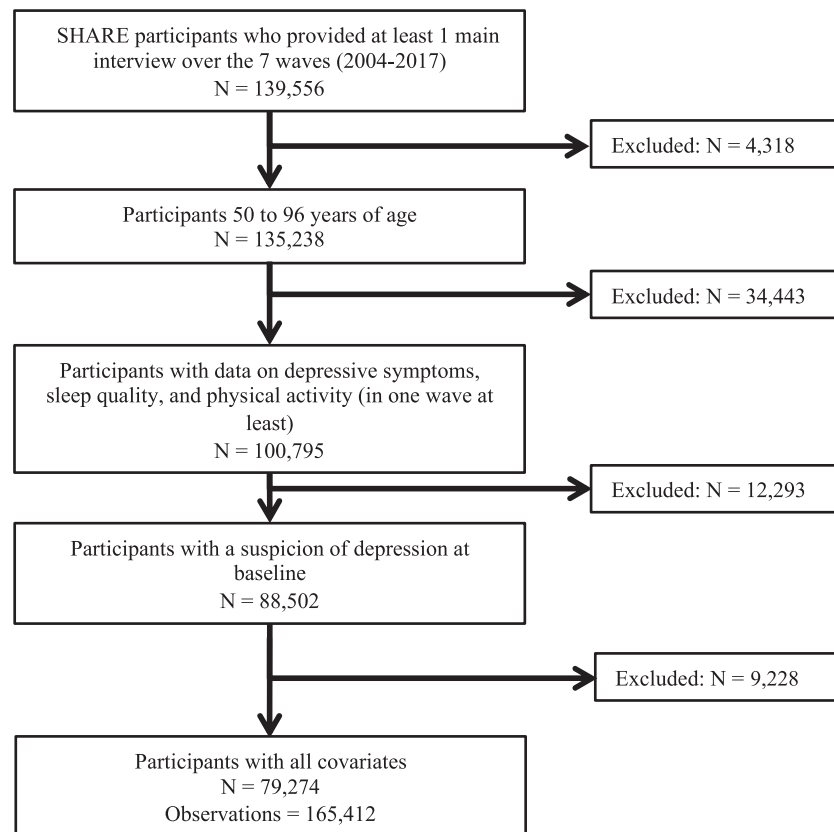 SHARE participants who provided at least 1 main
interview over the 7 waves (2004-2017)
N = 139,556
Excluded: N = 4,318
Participants 50 to 96 years of age
N = 135,238
Excluded: N = 34,443
Participants with data on depressive symptoms,
sleep quality, and physical activity (in one wave at
least)
N = 100,795
Excluded: N = 12,293
Participants with a suspicion of depression at
baseline
N = 88,502
Excluded: N = 9,228
Participants with all covariates
N = 79,274
Observations = 165,412